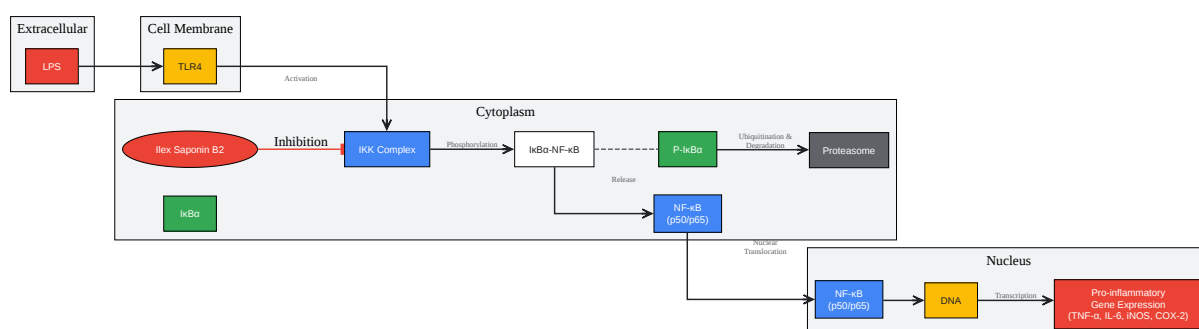 Extracellular
LPS
Cell Membrane
TLR4
Activation
Cytoplasm
Ilex Saponin B2
Inhibition
IKK Complex
Phosphorylation
IκBα-NF-κB
P-IκBα
Ubiquitination &
Degradation
Proteasome
Release
IκBα
NF-κB
(p50/p65)
Nuclear
Translocation
Nucleus
NF-κB
(p50/p65)
DNA
Transcription
Pro-inflammatory
Gene Expression
(TNF-α, IL-6, iNOS, COX-2)